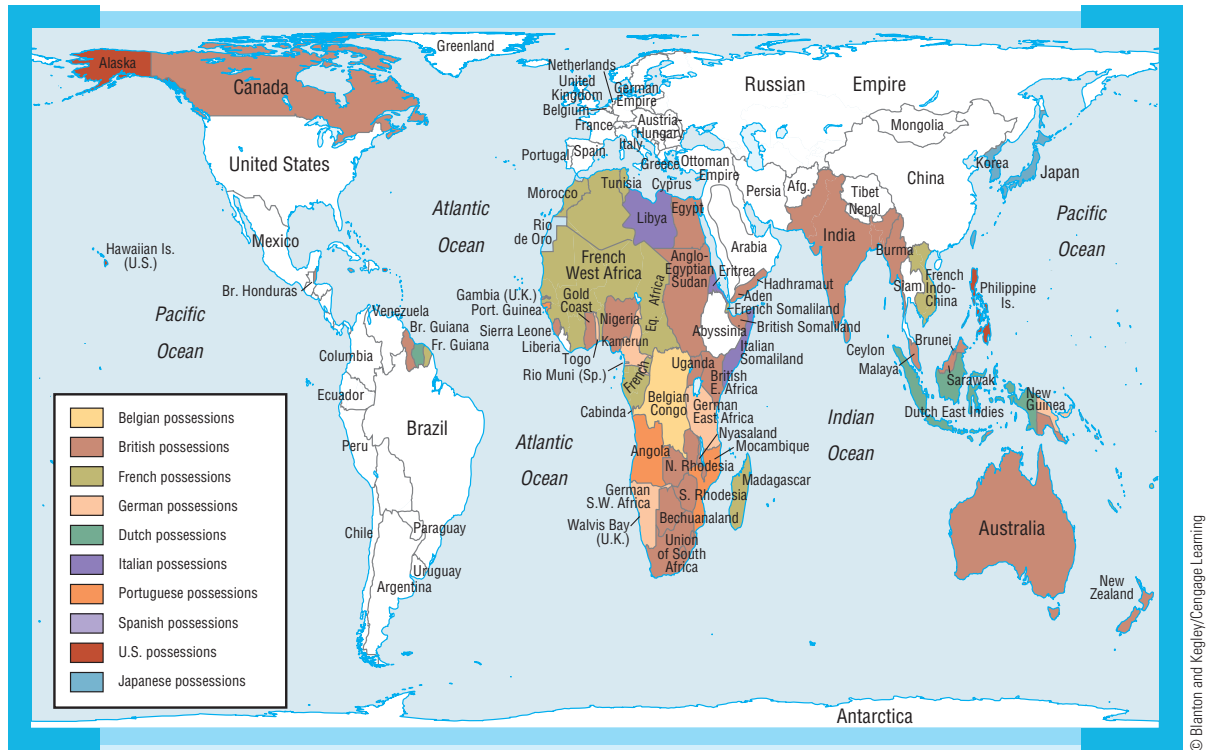 Greenland
Alaska
Canada
United States
Mexico
Hawaiian Is.
(U.S.)
Br. Honduras
Pacific
Ocean
Atlantic
Ocean
Venezuela
Br. Guiana
Fr. Guiana
Columbia
Ecuador
Peru
Brazil
Chile
Paraguay
Uruguay
Argentina
Netherlands
United
Kingdom
German
Empire
Belgium
France
Austria-
Hungary
Portugal
Spain
Italy
Greece
Ottoman
Empire
Russian Empire
Mongolia
Korea
Japan
China
Tibet
Nepal
Persia
Afg.
Tunisia
Cyprus
Morocco
Libya
Egypt
Rio
de Oro
Arabia
India
Burma
Pacific
Ocean
French
West Africa
Anglo-
Egyptian
Sudan
Eritrea
Hadhramaut
Aden
French Somaliland
British Somaliland
Italian
Somaliland
Abyssinia
Siam
French
Indo-
China
Philippine
Is.
Gambia (U.K.)
Port. Guinea
Gold
Coast
Sierra Leone
Liberia
Nigeria
Togo
Kamerun
Rio Muni (Sp.)
French
Eq. Africa
Uganda
British
E. Africa
Ceylon
Malaya
Brunei
Sarawak
New
Guinea
Dutch East Indies
Cabinda
Belgian
Congo
German
East Africa
Indian
Ocean
Atlantic
Ocean
Angola
Nyasaland
Mocambique
N. Rhodesia
Madagascar
German
S.W. Africa
S. Rhodesia
Walvis Bay
(U.K.)
Bechuanaland
Union
of South
Africa
Australia
New
Zealand
Antarctica
Belgian possessions
British possessions
French possessions
German possessions
Dutch possessions
Italian possessions
Portuguese possessions
Spanish possessions
U.S. possessions
Japanese possessions
© Blanton and Kegley/Cengage Learning